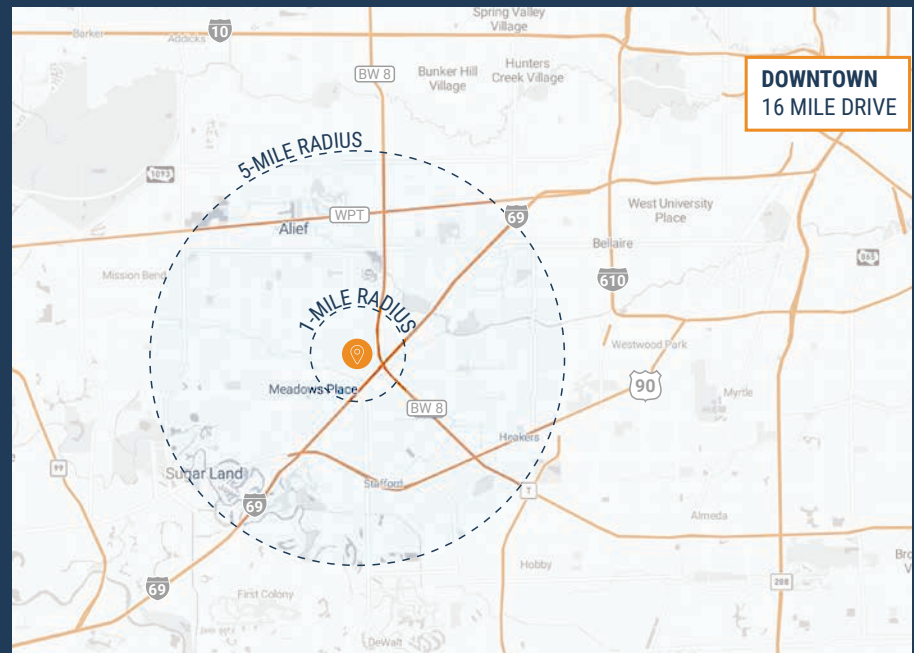 Spring Valley
Village
Barker
Addicks
10
BW 8
Bunker Hill
Village
Hunters
Creek Village
DOWNTOWN
16 MILE DRIVE
5-MILE RADIUS
1093
WPT
69
West University
Place
Alief
Bellaire
Mission Bend
610
1-MILE RADIUS
Westwood Park
Meadows Place
90
Myrtle
BW 8
Heakers
99
Sugar Land
Stafford
T
69
Almeda
Hobby
69
First Colony
288
DeWalt